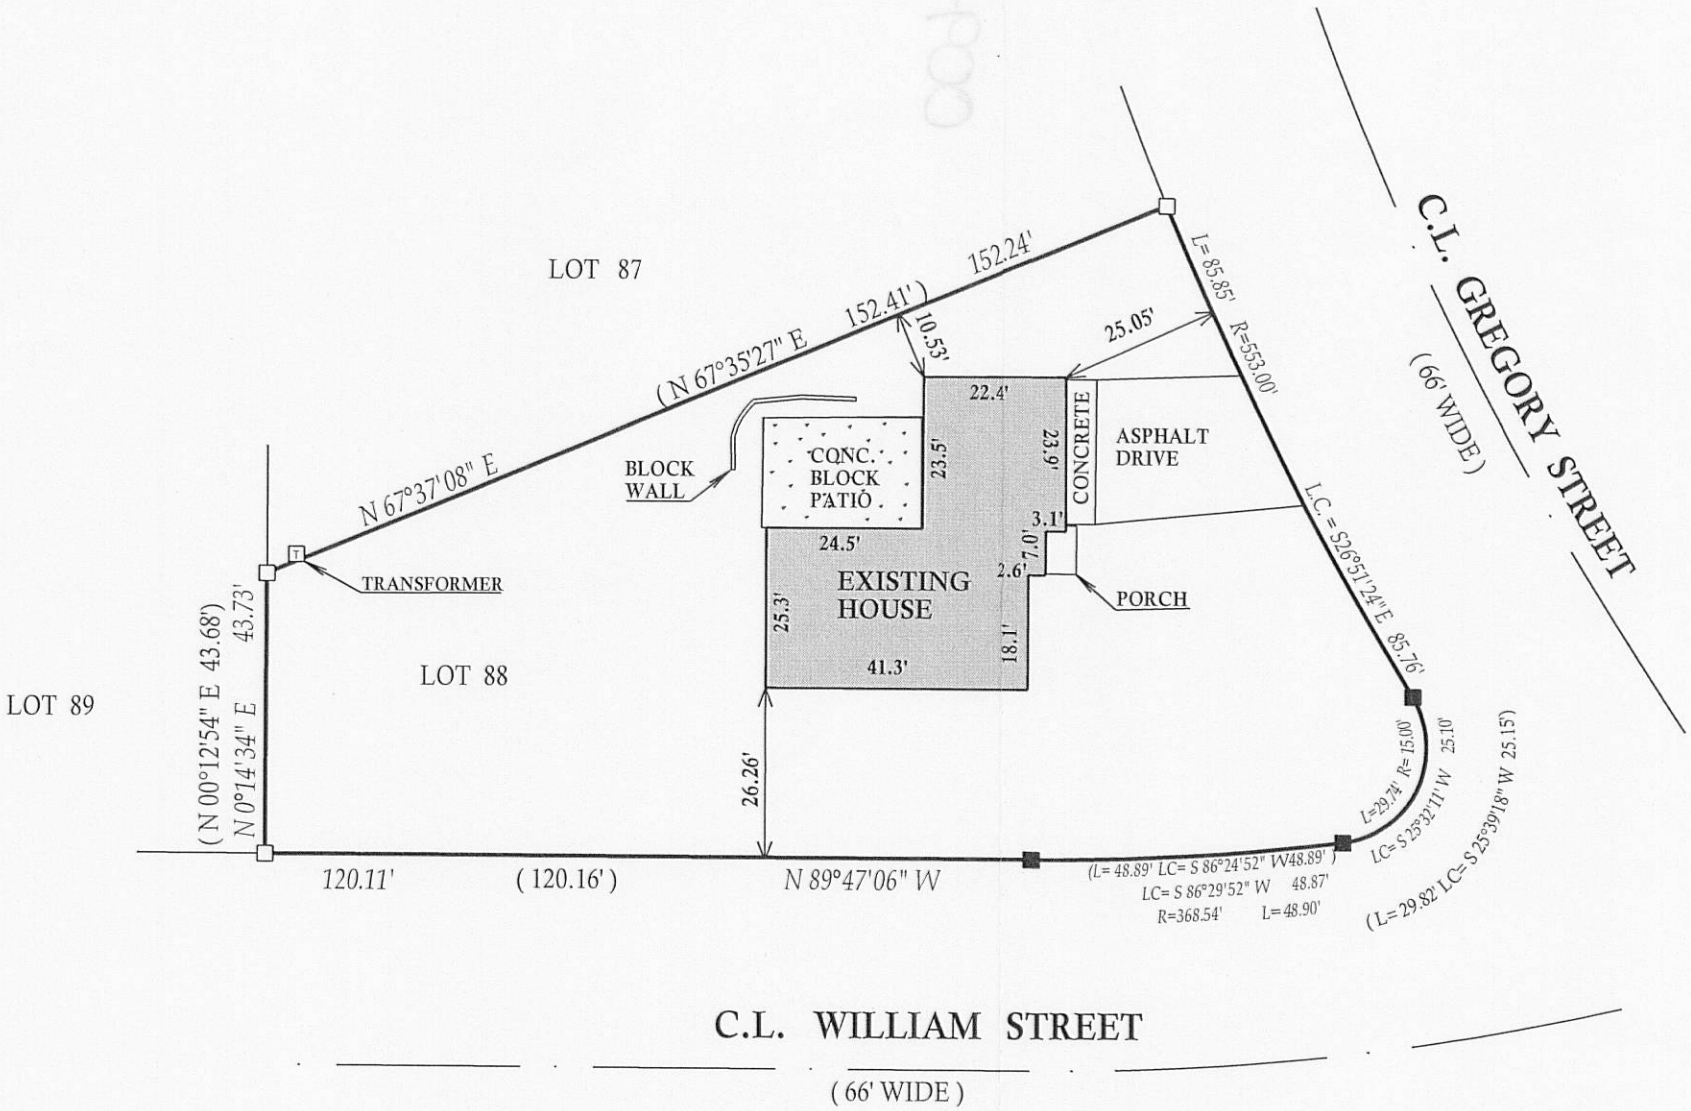 C.L. GREGORY STREET
( 66' WIDE )
LOT 87
152.24'
( N 67°35'27" E 152.41' )
N 67°37'08" E
L= 85.85' R=553.00'
L.C. = S26°51'24"E 85.76'
10.53'
25.05'
22.4'
23.5'
23.9'
CONCRETE
ASPHALT
DRIVE
BLOCK
WALL
CONC.
BLOCK
PATIO
24.5'
3.1'
7.0'
2.6'
EXISTING
HOUSE
25.3'
18.1'
41.3'
PORCH
TRANSFORMER
T
LOT 88
LOT 89
( N 00°12'54" E 43.68')
N 0°14'34" E 43.73'
26.26'
120.11' ( 120.16' ) N 89°47'06" W
(L= 48.89' LC= S 86°24'52" W48.89' )
LC= S 86°29'52" W 48.87'
R=368.54' L=48.90'
L=29.74' R= 15.00'
LC= S 25°32'11" W 25.10'
( L= 29.82' LC= S 25°39'18" W 25.15')
C.L. WILLIAM STREET
( 66' WIDE )